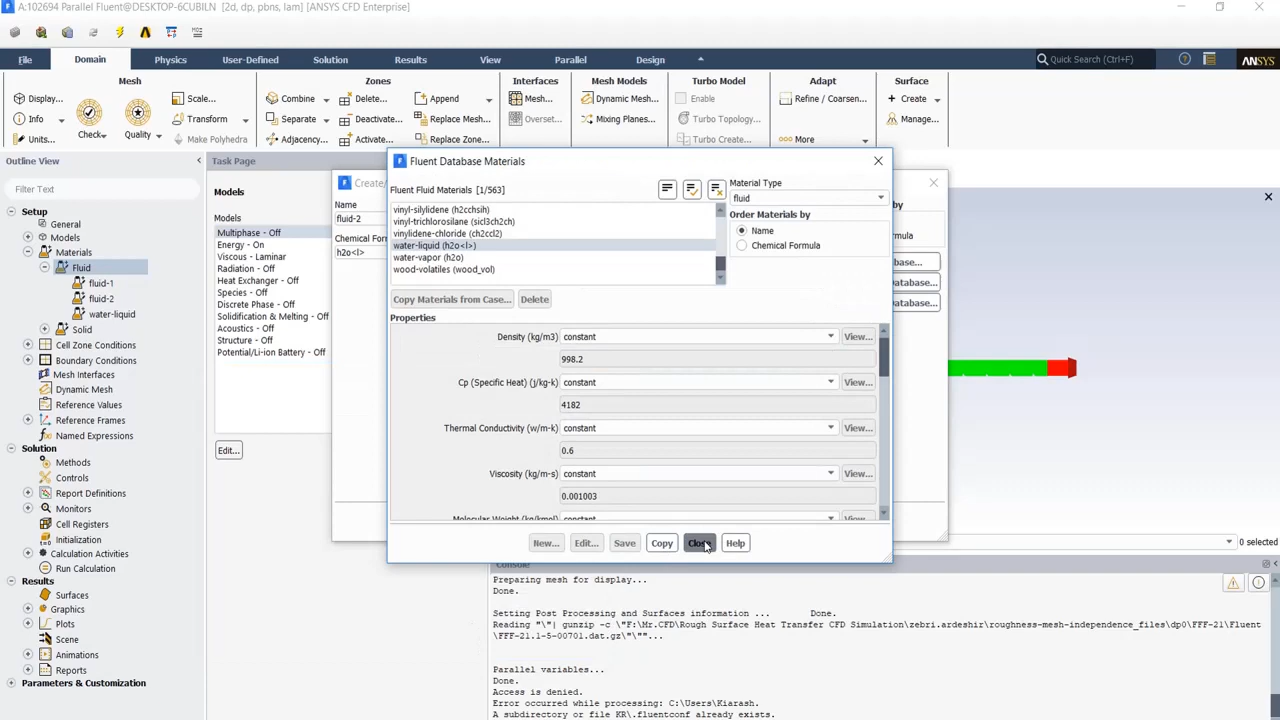 A:102694 Parallel Fluent@DESKTOP-6CUBILN [2d, dp, pbns, lam] [ANSYS CFD Enterprise]
File Domain Physics User-Defined Solution Results View Parallel Design Quick Search (Ctrl+F) ANSYS
Mesh Zones Interfaces Mesh Models Turbo Model Adapt Surface
Display... Scale... Combine Delete... Append Mesh... Dynamic Mesh... Enable Refine / Coarsen... Create
Info Check Quality Transform Separate Deactivate... Replace Mesh... Overset... Mixing Planes... Turbo Topology... Manage...
Units... Make Polyhedra Adjacency... Activate... Replace Zone... Turbo Create... More
Outline View
Filter Text
Setup
General
Models
Materials
Fluid
fluid-1
fluid-2
water-liquid
Solid
Cell Zone Conditions
Boundary Conditions
Mesh Interfaces
Dynamic Mesh
Reference Values
Reference Frames
Named Expressions
Solution
Methods
Controls
Report Definitions
Monitors
Cell Registers
Initialization
Calculation Activities
Run Calculation
Results
Surfaces
Graphics
Plots
Scene
Animations
Reports
Parameters & Customization
Task Page
Models
Models
Multiphase - Off
Energy - On
Viscous - Laminar
Radiation - Off
Heat Exchanger - Off
Species - Off
Discrete Phase - Off
Solidification & Melting - Off
Acoustics - Off
Structure - Off
Potential/Li-ion Battery - Off
Edit...
Name
fluid-2
h2o<l>
Fluent Database Materials
Fluent Fluid Materials [1/563]
vinyl-silylidene (h2cchsih)
vinyl-trichlorosilane (sicl3ch2ch)
vinylidene-chloride (ch2ccl2)
water-liquid (h2o<l>)
water-vapor (h2o)
wood-volatiles (wood_vol)
Material Type
fluid
Order Materials by
Name
Chemical Formula
Copy Materials from Case... Delete
Properties
Density (kg/m3) constant View...
998.2
Cp (Specific Heat) (j/kg-k) constant View...
4182
Thermal Conductivity (w/m-k) constant View...
0.6
Viscosity (kg/m-s) constant View...
0.001003
Molecular Weight (kg/kmol) constant View...
New... Edit... Save Copy Close Help
0 selected
Console
Preparing mesh for display...
Done.
Setting Post Processing and Surfaces information ... Done.
Reading "\"| gunzip -c \"F:\Mr.CFD\Rough Surface Heat Transfer CFD Simulation\zebri.ardeshir\roughness-mesh-independence_files\dp0\FFF-21\Fluent
\FFF-21.1-5-00701.dat.gz\"\""...
Parallel variables...
Done.
Access is denied.
Error occurred while processing: C:\Users\Kiarash.
A subdirectory or file KR\.fluentconf already exists.